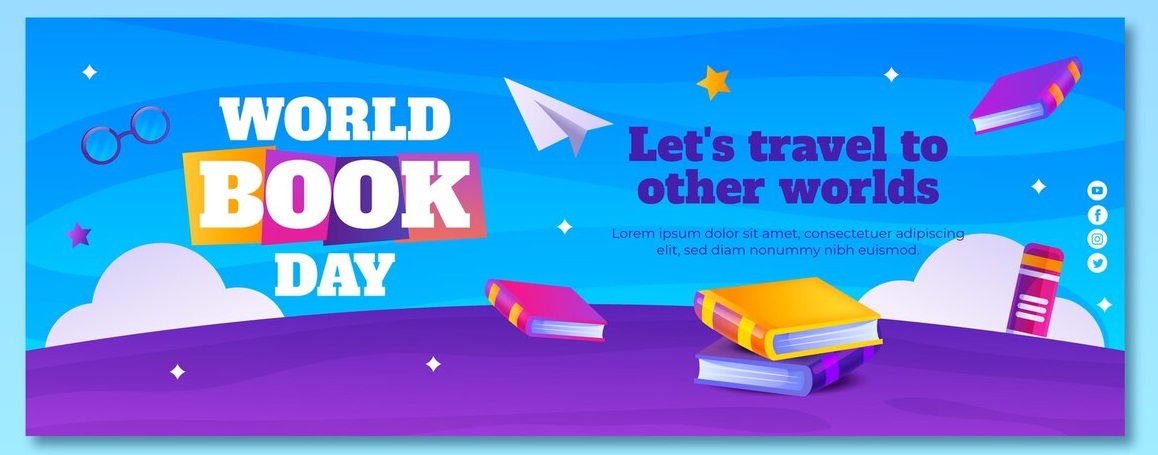 WORLD
BOOK
DAY
Let's travel to
other worlds
Lorem ipsum dolor sit amet, consectetuer adipiscing
elit, sed diam nonummy nibh euismod.